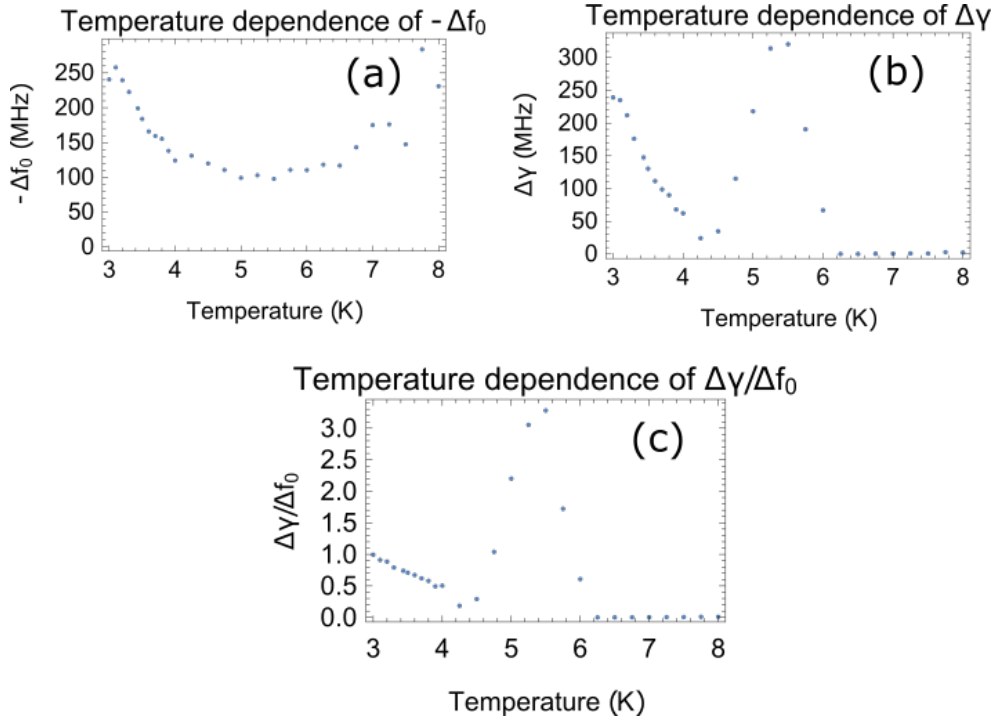 Temperature dependence of - Δf₀
(a)
-Δf₀ (MHz)
250
200
150
100
50
0
3 4 5 6 7 8
Temperature (K)
Temperature dependence of Δγ
(b)
Δγ (MHz)
300
250
200
150
100
50
0
3 4 5 6 7 8
Temperature (K)
Temperature dependence of Δγ/Δf₀
(c)
Δγ/Δf₀
3.0
2.5
2.0
1.5
1.0
0.5
0.0
3 4 5 6 7 8
Temperature (K)